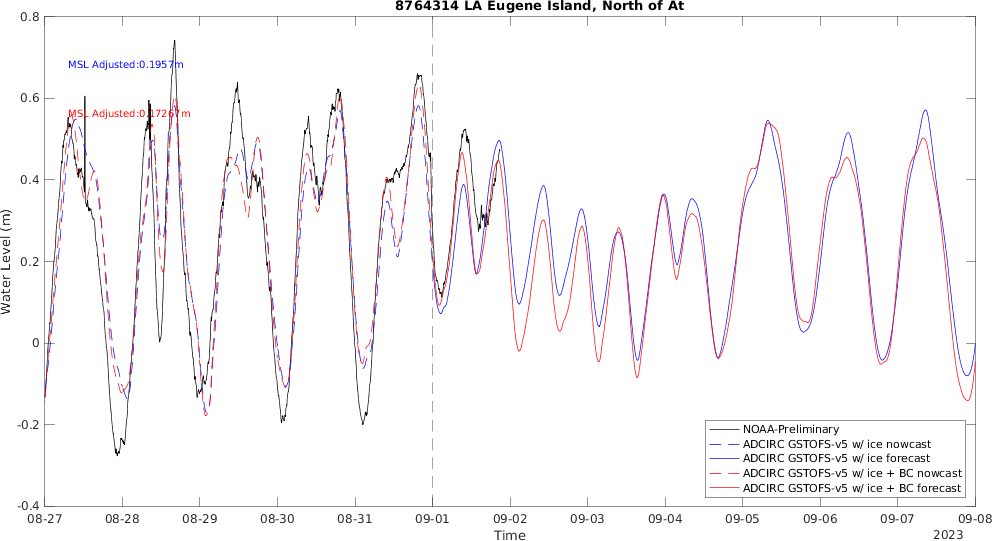 8764314 LA Eugene Island, North of At
0.8
0.6
0.4
0.2
0
-0.2
-0.4
Water Level (m)
MSL Adjusted:0.1957m
MSL Adjusted:0.17267m
NOAA-Preliminary
ADCIRC GSTOFS-v5 w/ ice nowcast
ADCIRC GSTOFS-v5 w/ ice forecast
ADCIRC GSTOFS-v5 w/ ice + BC nowcast
ADCIRC GSTOFS-v5 w/ ice + BC forecast
08-27 08-28 08-29 08-30 08-31 09-01 09-02 09-03 09-04 09-05 09-06 09-07 09-08
Time
2023